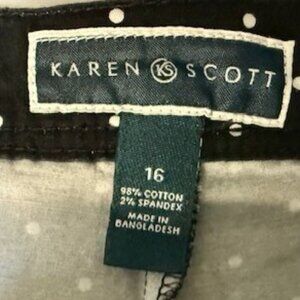 KAREN KS SCOTT
16
98% COTTON
2% SPANDEX
MADE IN
BANGLADESH